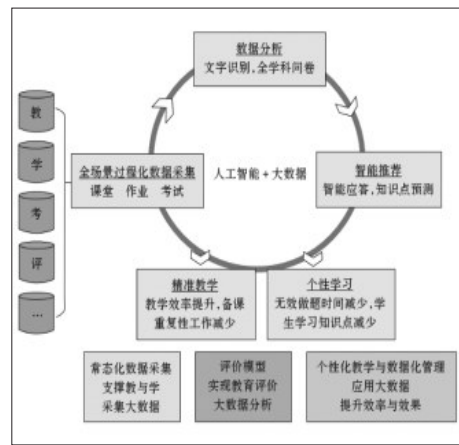 数据分析
文字识别,全学科问卷
教
学
考
评
…
全场景过程化数据采集
课堂 作业 考试
人工智能+大数据
智能推荐
智能应答,知识点预测
精准教学
教学效率提升,备课
重复性工作减少
个性学习
无效做题时间减少,学
生学习知识点减少
常态化数据采集
支撑教与学
采集大数据
评价模型
实现教育评价
大数据分析
个性化教学与数据化管理
应用大数据
提升效率与效果